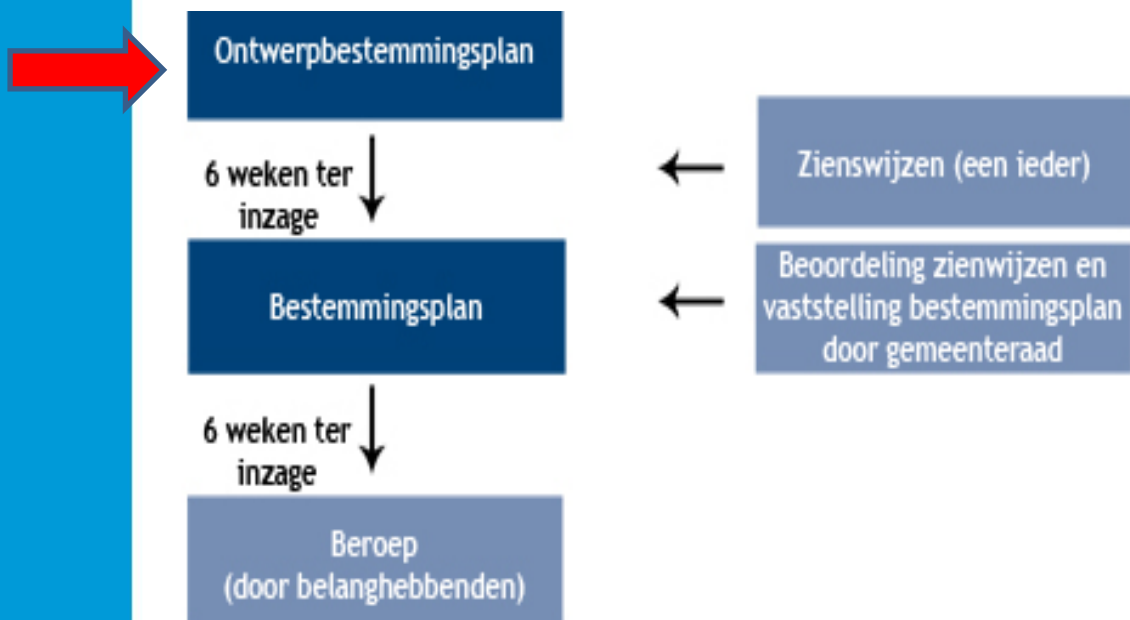 Ontwerpbestemmingsplan
6 weken ter
inzage
Zienswijzen (een ieder)
Bestemmingsplan
Beoordeling zienwijzen en
vaststelling bestemmingsplan
door gemeenteraad
6 weken ter
inzage
Beroep
(door belanghebbenden)